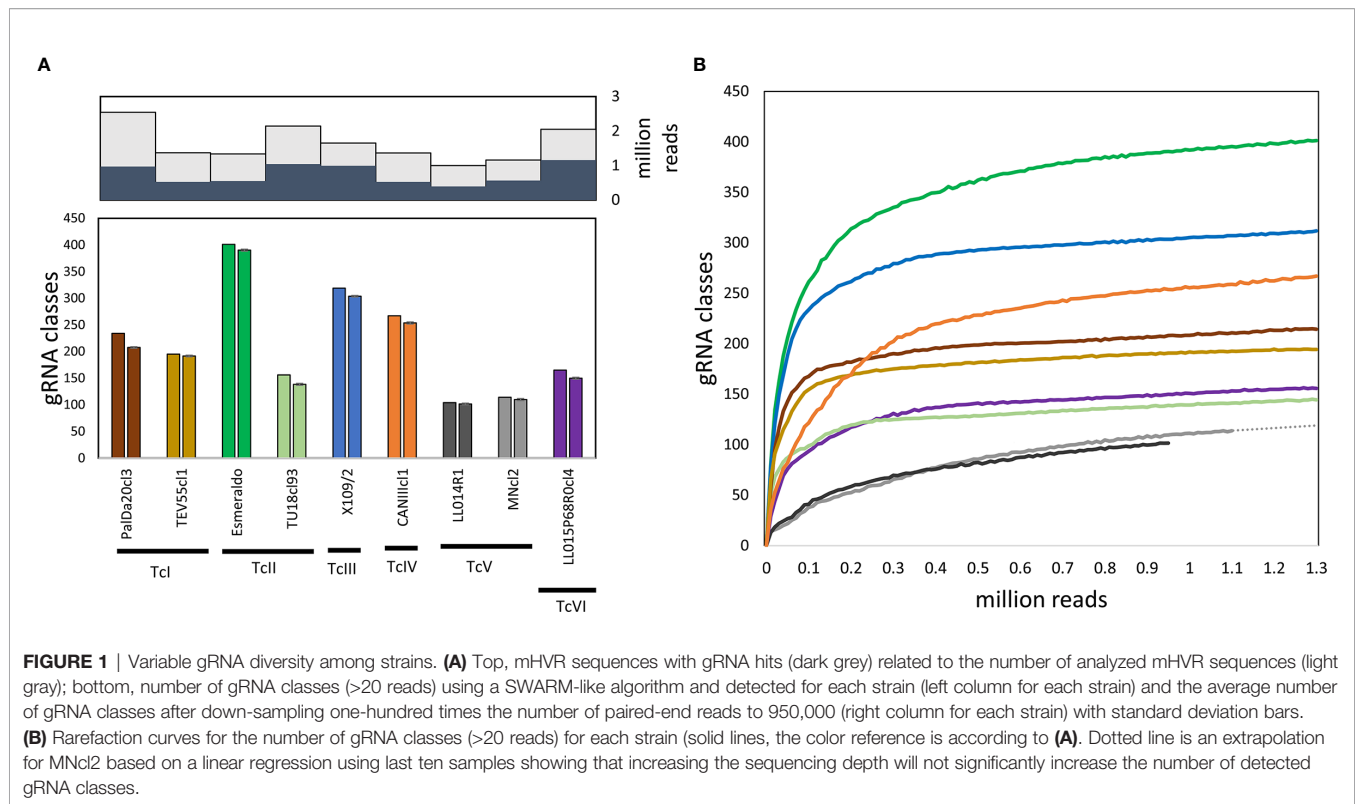 A
3
2
1
0
million reads
450
400
350
300
250
200
150
100
50
0
gRNA classes
PalDa20cl3
TEV55cl1
Esmeraldo
TU18cl93
X109/2
CANIIIcl1
LL014R1
MNcl2
LL015P68R0cl4
TcI
TcII
TcIII
TcIV
TcV
TcVI
B
450
400
350
300
250
200
150
100
50
0
gRNA classes
0
0.1
0.2
0.3
0.4
0.5
0.6
0.7
0.8
0.9
1
1.1
1.2
1.3
million reads
FIGURE 1 | Variable gRNA diversity among strains. (A) Top, mHVR sequences with gRNA hits (dark grey) related to the number of analyzed mHVR sequences (light
gray); bottom, number of gRNA classes (>20 reads) using a SWARM-like algorithm and detected for each strain (left column for each strain) and the average number
of gRNA classes after down-sampling one-hundred times the number of paired-end reads to 950,000 (right column for each strain) with standard deviation bars.
(B) Rarefaction curves for the number of gRNA classes (>20 reads) for each strain (solid lines, the color reference is according to (A). Dotted line is an extrapolation
for MNcl2 based on a linear regression using last ten samples showing that increasing the sequencing depth will not significantly increase the number of detected
gRNA classes.